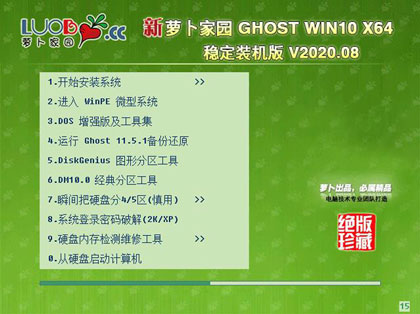 LUOBO.cc
萝卜家园
新萝卜家园 GHOST WIN10 X64
稳定装机版 V2020.08
1.开始安装系统 >>
2.进入 WinPE 微型系统
3.DOS 增强版及工具集
4.运行 Ghost 11.5.1备份还原
5.DiskGenius 图形分区工具
6.DM10.0 经典分区工具
7.瞬间把硬盘分4/5区(慎用) >>
8.系统登录密码破解(2K/XP)
9.硬盘内存检测维修工具 >>
0.从硬盘启动计算机
萝卜出品，必属精品
电脑技术专业团队打造
绝版
珍藏
15